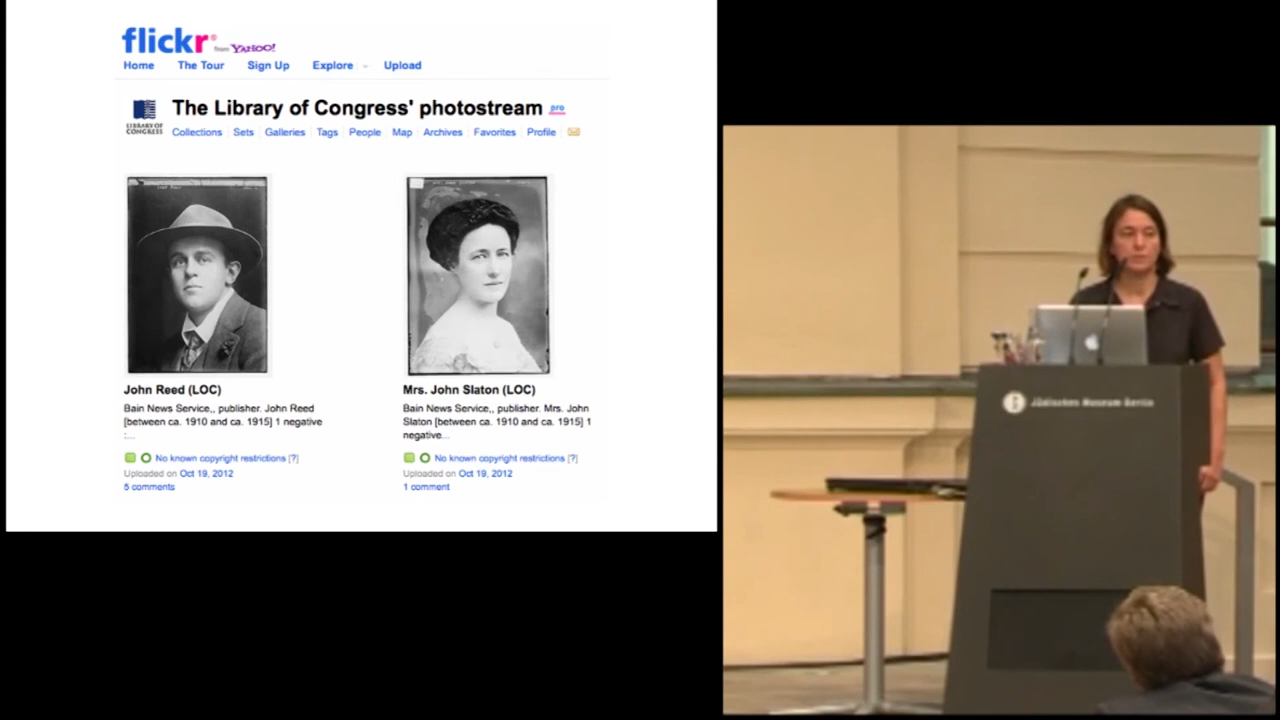 flickr from YAHOO!
Home The Tour Sign Up Explore Upload
LIBRARY OF CONGRESS
The Library of Congress' photostream pro
Collections Sets Galleries Tags People Map Archives Favorites Profile
John Reed (LOC)
Bain News Service,, publisher. John Reed
[between ca. 1910 and ca. 1915] 1 negative
:...
No known copyright restrictions [?]
Uploaded on Oct 19, 2012
5 comments
Mrs. John Slaton (LOC)
Bain News Service,, publisher. Mrs. John
Slaton [between ca. 1910 and ca. 1915] 1
negative...
No known copyright restrictions [?]
Uploaded on Oct 19, 2012
1 comment
Jüdisches Museum Berlin